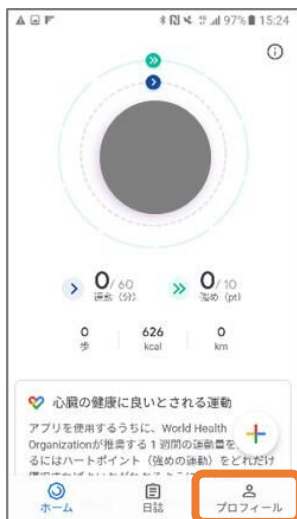 97% 15:24
0/60 0/10
運動 (分) 強め (pt)
0 626 0
歩 kcal km
心臓の健康に良いとされる運動
アプリを使用するうちに、World Health
Organizationが推奨する 1 週間の運動量を
るにはハートポイント（強めの運動）をどれだけ
ホーム 日誌 プロフィール